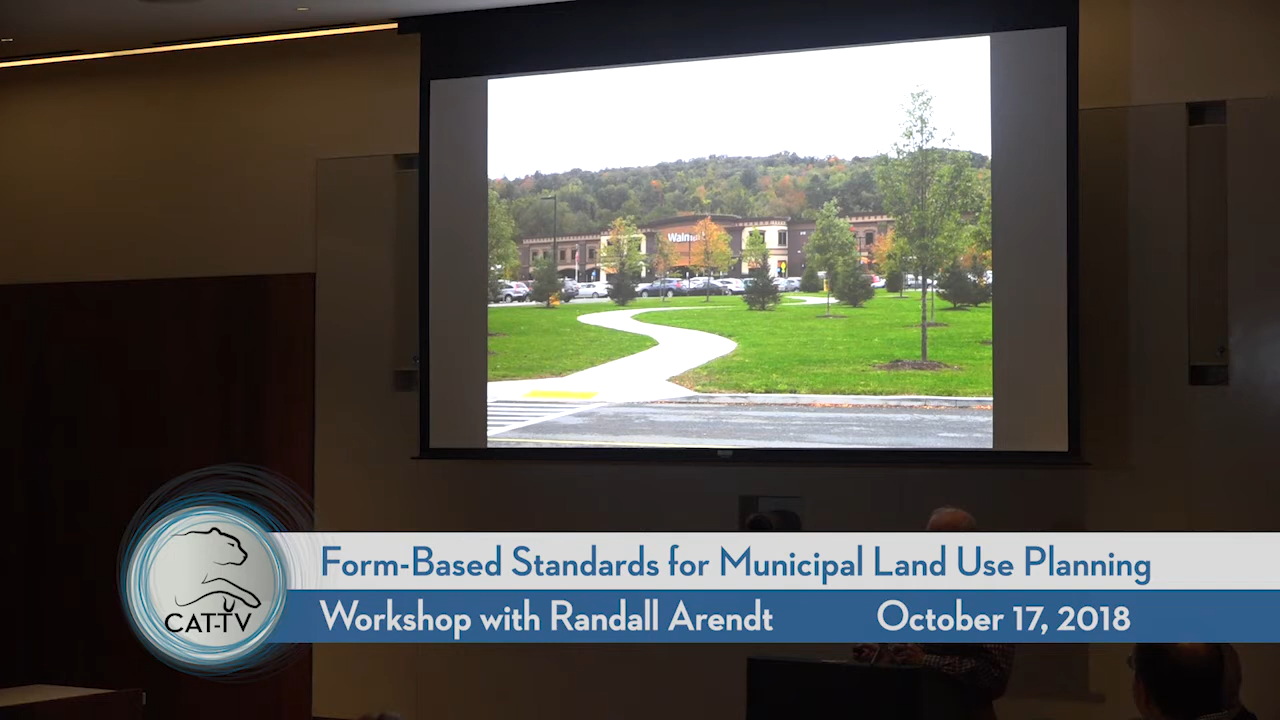 Walmart
Form-Based Standards for Municipal Land Use Planning
Workshop with Randall Arendt October 17, 2018
CAT-TV